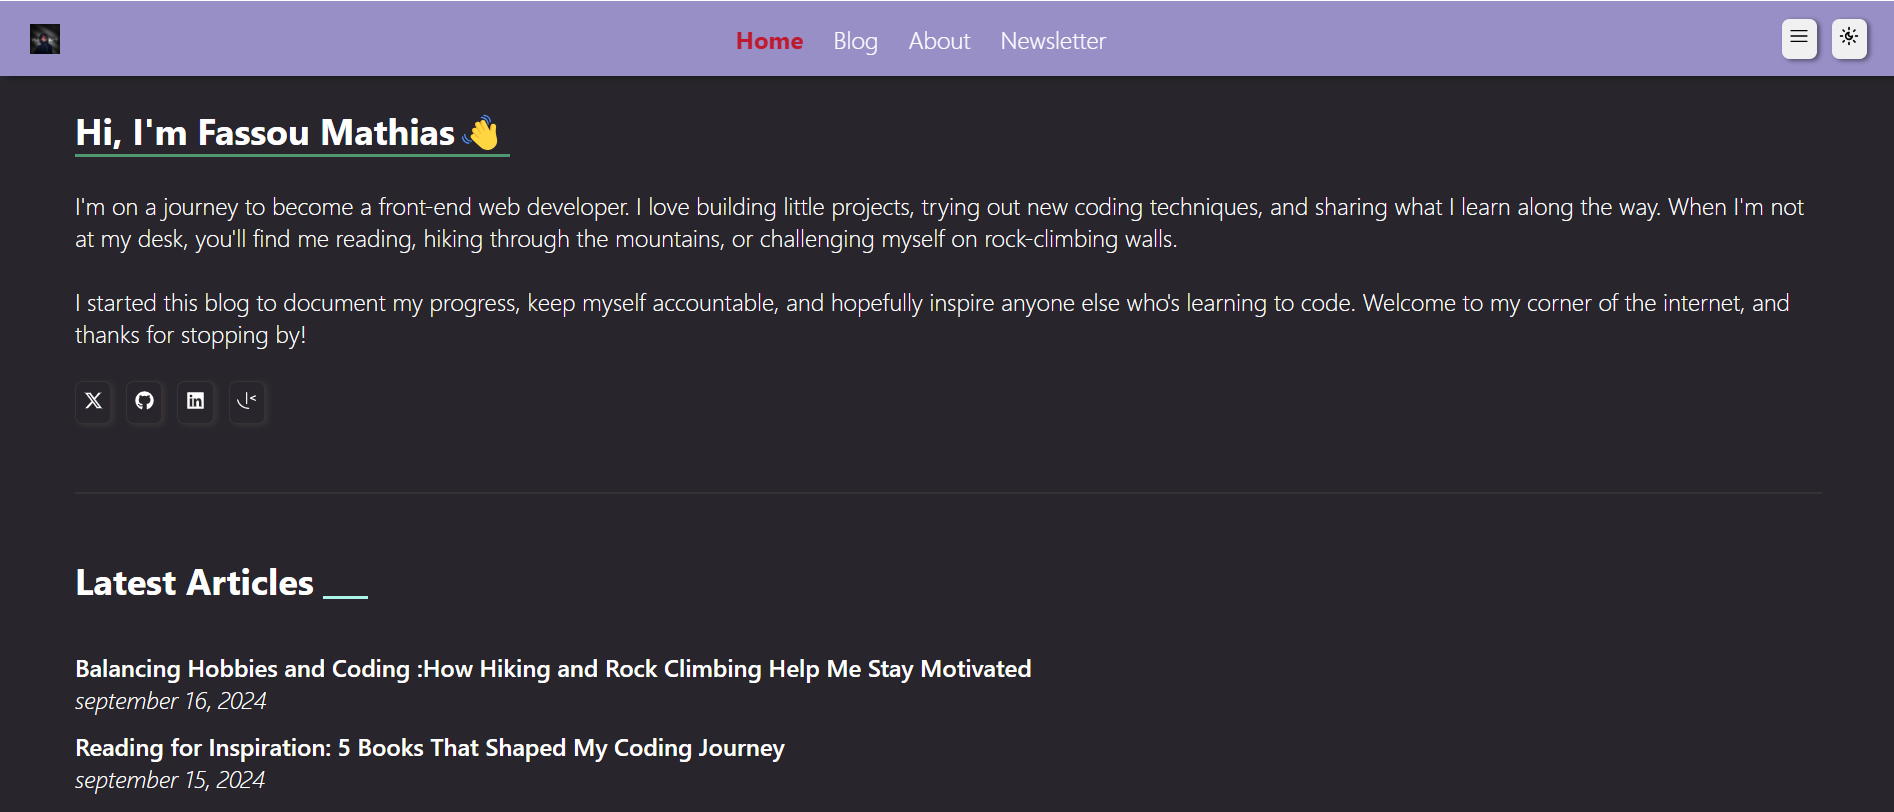 Home Blog About Newsletter
Hi, I'm Fassou Mathias 👋
I'm on a journey to become a front-end web developer. I love building little projects, trying out new coding techniques, and sharing what I learn along the way. When I'm not
at my desk, you'll find me reading, hiking through the mountains, or challenging myself on rock-climbing walls.
I started this blog to document my progress, keep myself accountable, and hopefully inspire anyone else who's learning to code. Welcome to my corner of the internet, and
thanks for stopping by!
Latest Articles
Balancing Hobbies and Coding :How Hiking and Rock Climbing Help Me Stay Motivated
september 16, 2024
Reading for Inspiration: 5 Books That Shaped My Coding Journey
september 15, 2024